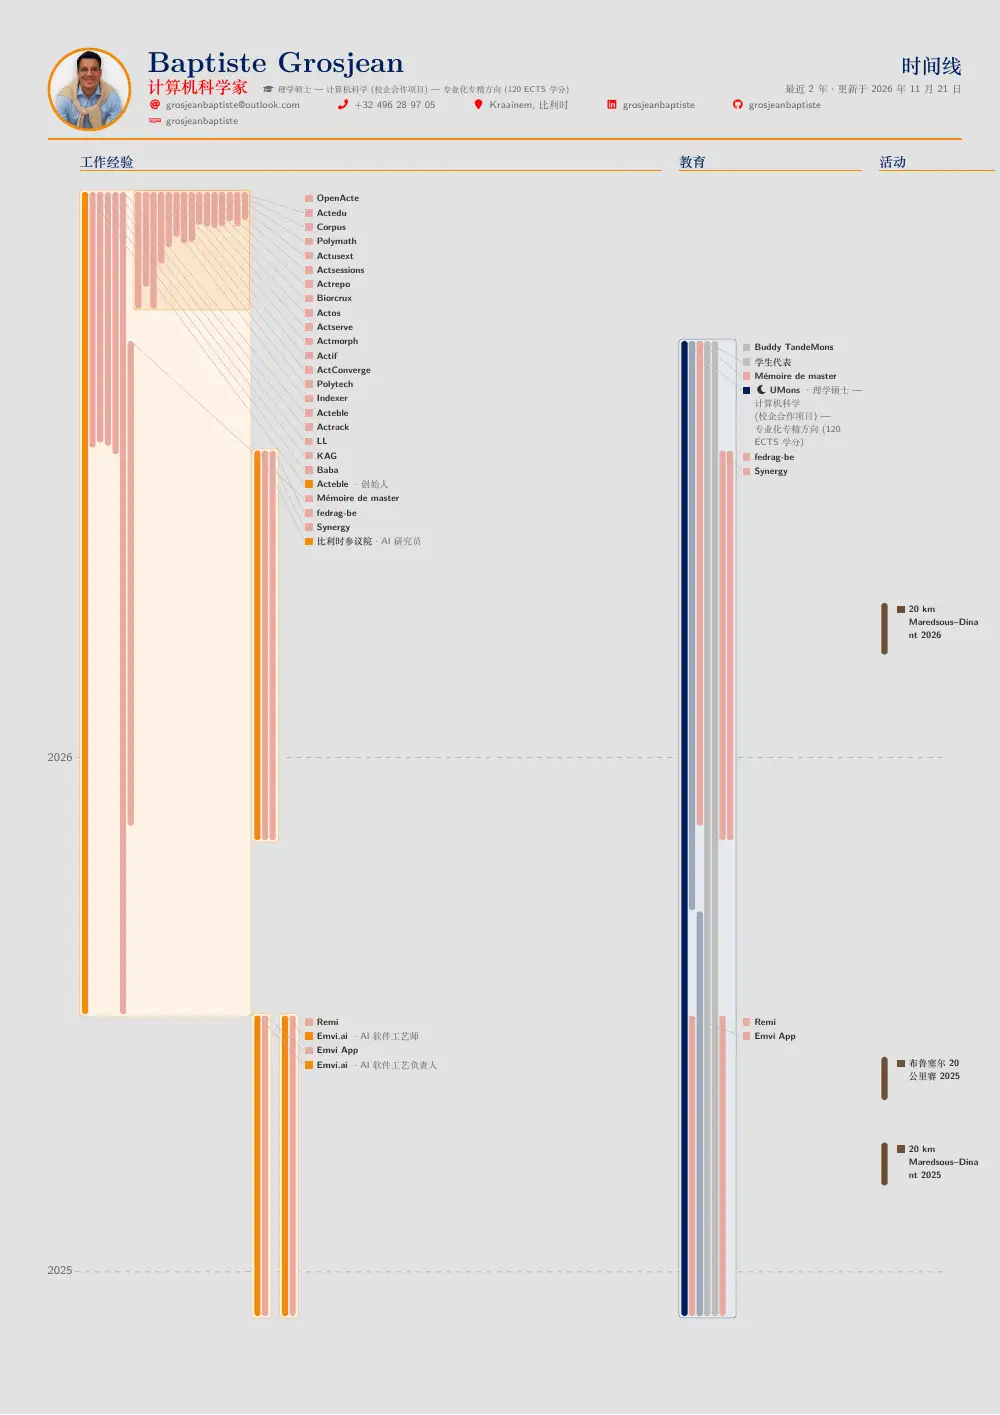 Baptiste Grosjean
时间线
计算机科学家
理学硕士 — 计算机科学 (校企合作项目) — 专业化专精方向 (120 ECTS 学分)
最近 2 年 · 更新于 2026 年 11 月 21 日
grosjeanbaptiste@outlook.com
+32 496 28 97 05
Kraainem, 比利时
grosjeanbaptiste
grosjeanbaptiste
grosjeanbaptiste
工作经验
教育
活动
OpenActe
Actedu
Corpus
Polymath
Actusext
Actsessions
Actrepo
Biorcrux
Actos
Actserve
Actmorph
Actif
ActConverge
Polytech
Indexer
Acteble
Actrack
LL
KAG
Baba
Acteble · 创始人
Mémoire de master
fedrag-be
Synergy
比利时参议院 · AI 研究员
Buddy TandeMons
学生代表
Mémoire de master
UMons · 理学硕士 —
计算机科学
(校企合作项目) —
专业化专精方向 (120
ECTS 学分)
fedrag-be
Synergy
20 km
Maredsous–Dina
nt 2026
2026
Remi
Emvi.ai · AI 软件工艺师
Emvi App
Emvi.ai · AI 软件工艺负责人
Remi
Emvi App
布鲁塞尔 20
公里赛 2025
20 km
Maredsous–Dina
nt 2025
2025